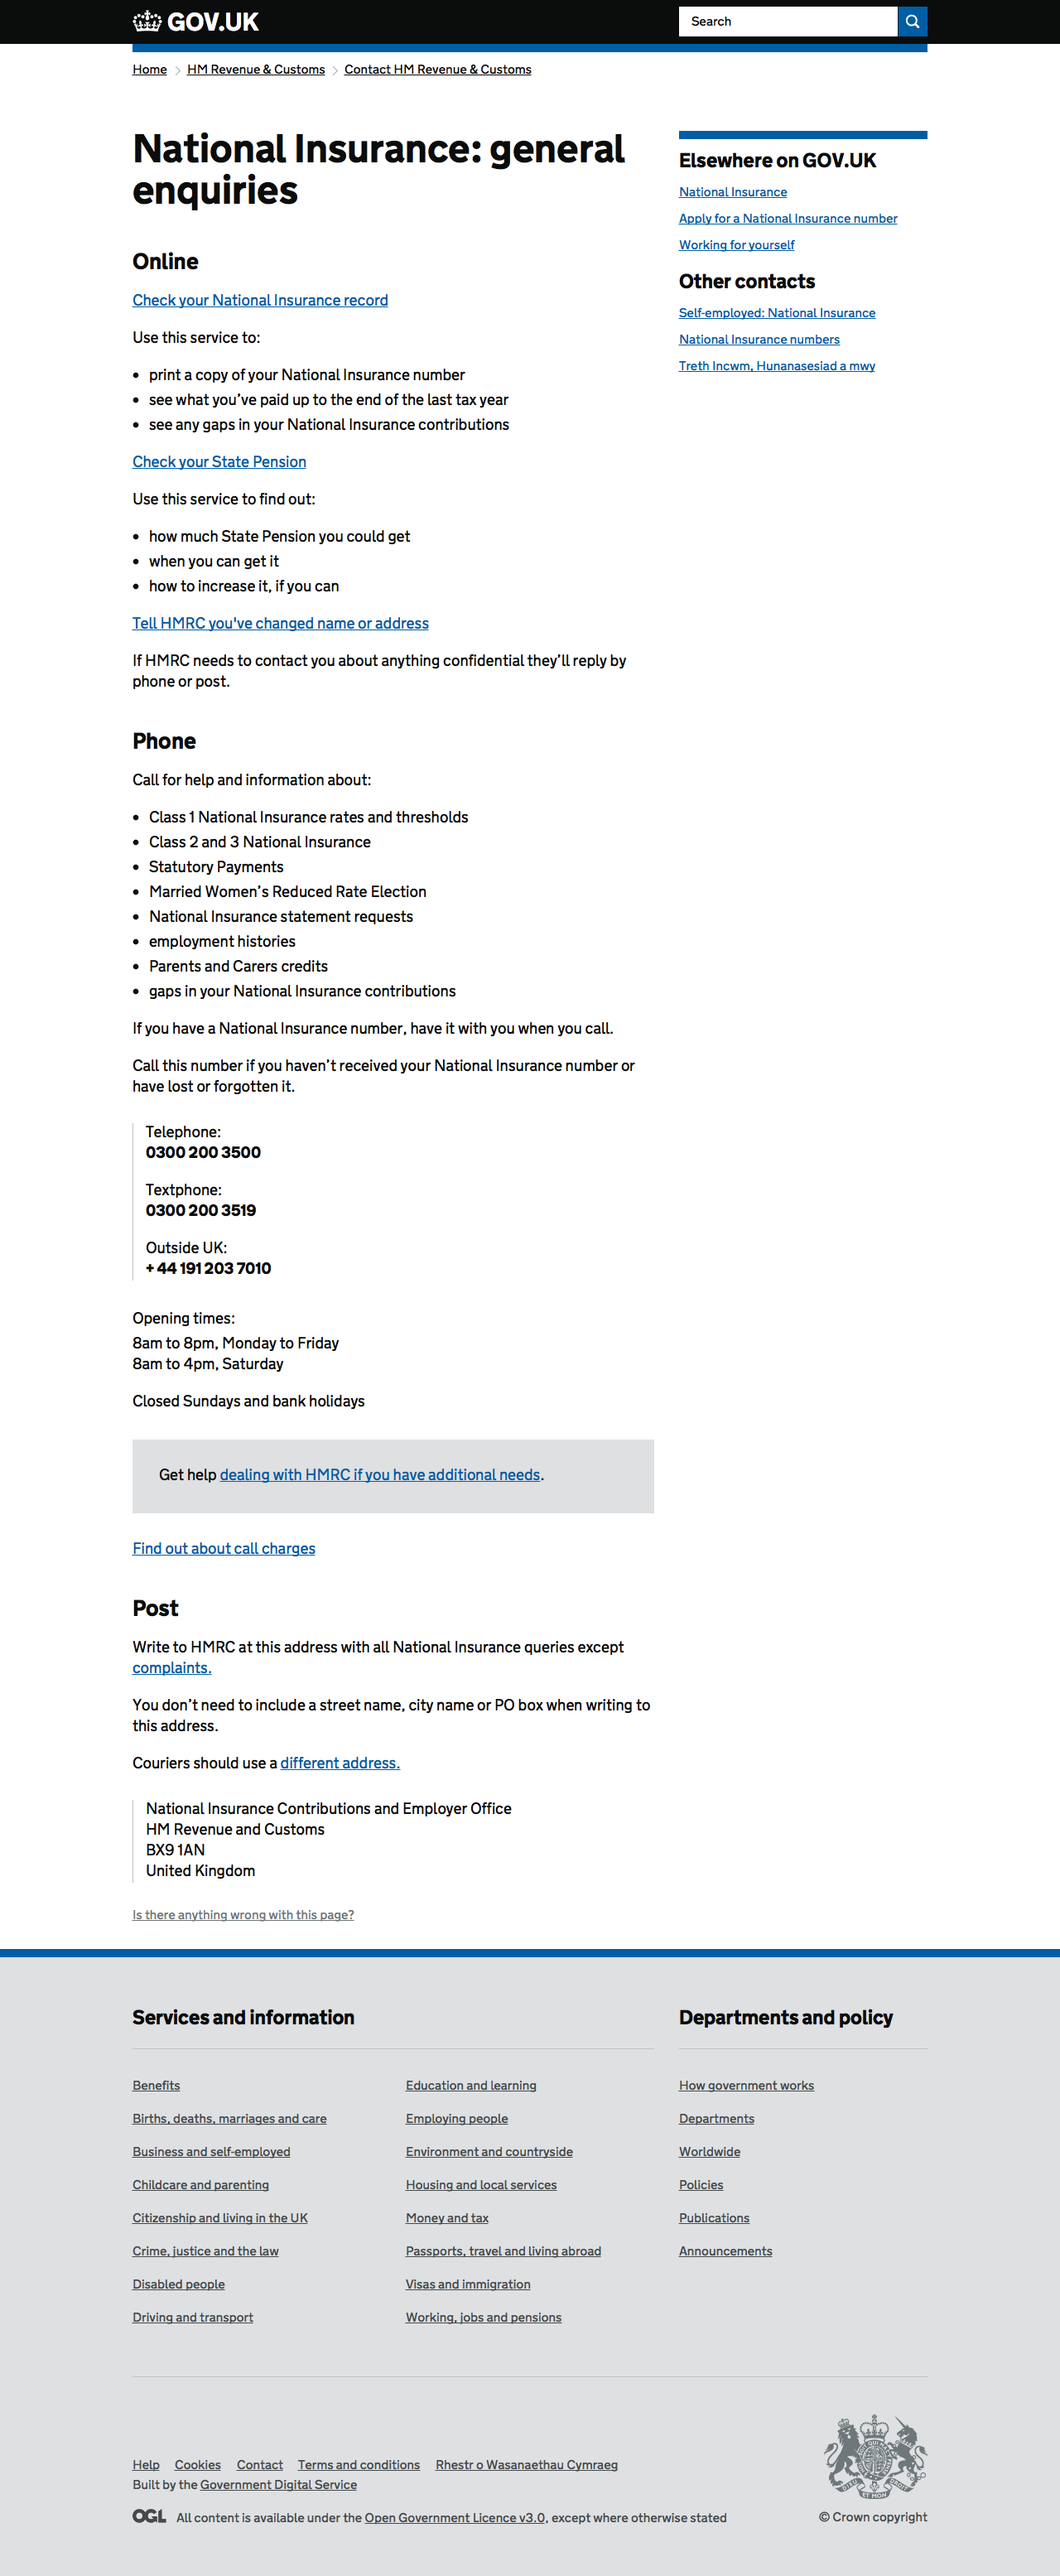 GOV.UK
Search
Home
HM Revenue & Customs
Contact HM Revenue & Customs
National Insurance: general
enquiries
Online
Check your National Insurance record
Use this service to:
• print a copy of your National Insurance number
• see what you’ve paid up to the end of the last tax year
• see any gaps in your National Insurance contributions
Check your State Pension
Use this service to find out:
• how much State Pension you could get
• when you can get it
• how to increase it, if you can
Tell HMRC you've changed name or address
If HMRC needs to contact you about anything confidential they’ll reply by
phone or post.
Phone
Call for help and information about:
• Class 1 National Insurance rates and thresholds
• Class 2 and 3 National Insurance
• Statutory Payments
• Married Women’s Reduced Rate Election
• National Insurance statement requests
• employment histories
• Parents and Carers credits
• gaps in your National Insurance contributions
If you have a National Insurance number, have it with you when you call.
Call this number if you haven’t received your National Insurance number or
have lost or forgotten it.
Telephone:
0300 200 3500
Textphone:
0300 200 3519
Outside UK:
+ 44 191 203 7010
Opening times:
8am to 8pm, Monday to Friday
8am to 4pm, Saturday
Closed Sundays and bank holidays
Get help dealing with HMRC if you have additional needs.
Find out about call charges
Post
Write to HMRC at this address with all National Insurance queries except
complaints.
You don’t need to include a street name, city name or PO box when writing to
this address.
Couriers should use a different address.
National Insurance Contributions and Employer Office
HM Revenue and Customs
BX9 1AN
United Kingdom
Is there anything wrong with this page?
Elsewhere on GOV.UK
National Insurance
Apply for a National Insurance number
Working for yourself
Other contacts
Self-employed: National Insurance
National Insurance numbers
Treth Incwm, Hunanasesiad a mwy
Services and information
Benefits
Births, deaths, marriages and care
Business and self-employed
Childcare and parenting
Citizenship and living in the UK
Crime, justice and the law
Disabled people
Driving and transport
Education and learning
Employing people
Environment and countryside
Housing and local services
Money and tax
Passports, travel and living abroad
Visas and immigration
Working, jobs and pensions
Departments and policy
How government works
Departments
Worldwide
Policies
Publications
Announcements
Help
Cookies
Contact
Terms and conditions
Rhestr o Wasanaethau Cymraeg
Built by the Government Digital Service
OGL
All content is available under the Open Government Licence v3.0, except where otherwise stated
© Crown copyright